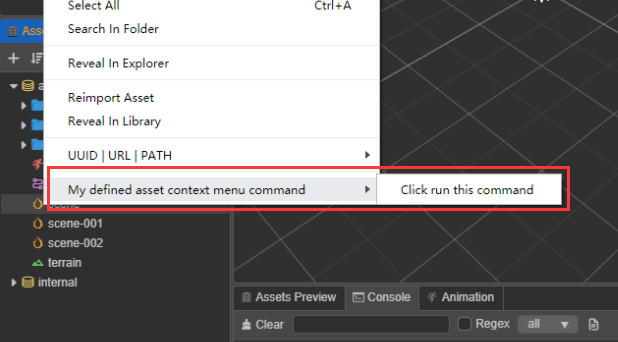 Select All Ctrl+A
Search In Folder
Reveal In Explorer
Reimport Asset
Reveal In Library
UUID | URL | PATH
My defined asset context menu command Click run this command
scene
scene-001
scene-002
terrain
internal
Assets Preview Console Animation
Clear Regex all